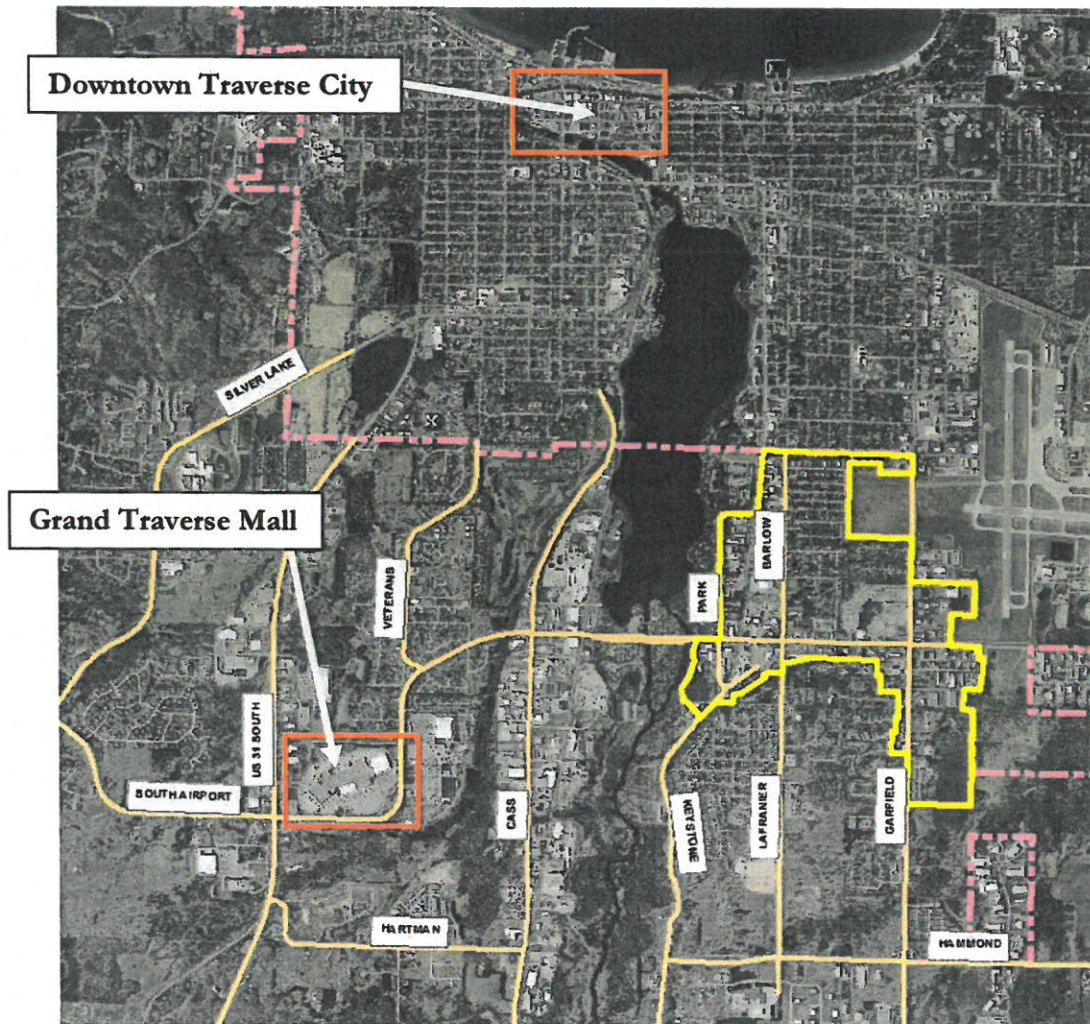 Downtown Traverse City
SILVER LAKE
Grand Traverse Mall
VETERANS
PARK
BARLOW
US 31 SOUTH
SOUTH AIRPORT
CASS
KEYSTONE
LAFRANIER
GARFIELD
HARTMAN
HAMMOND